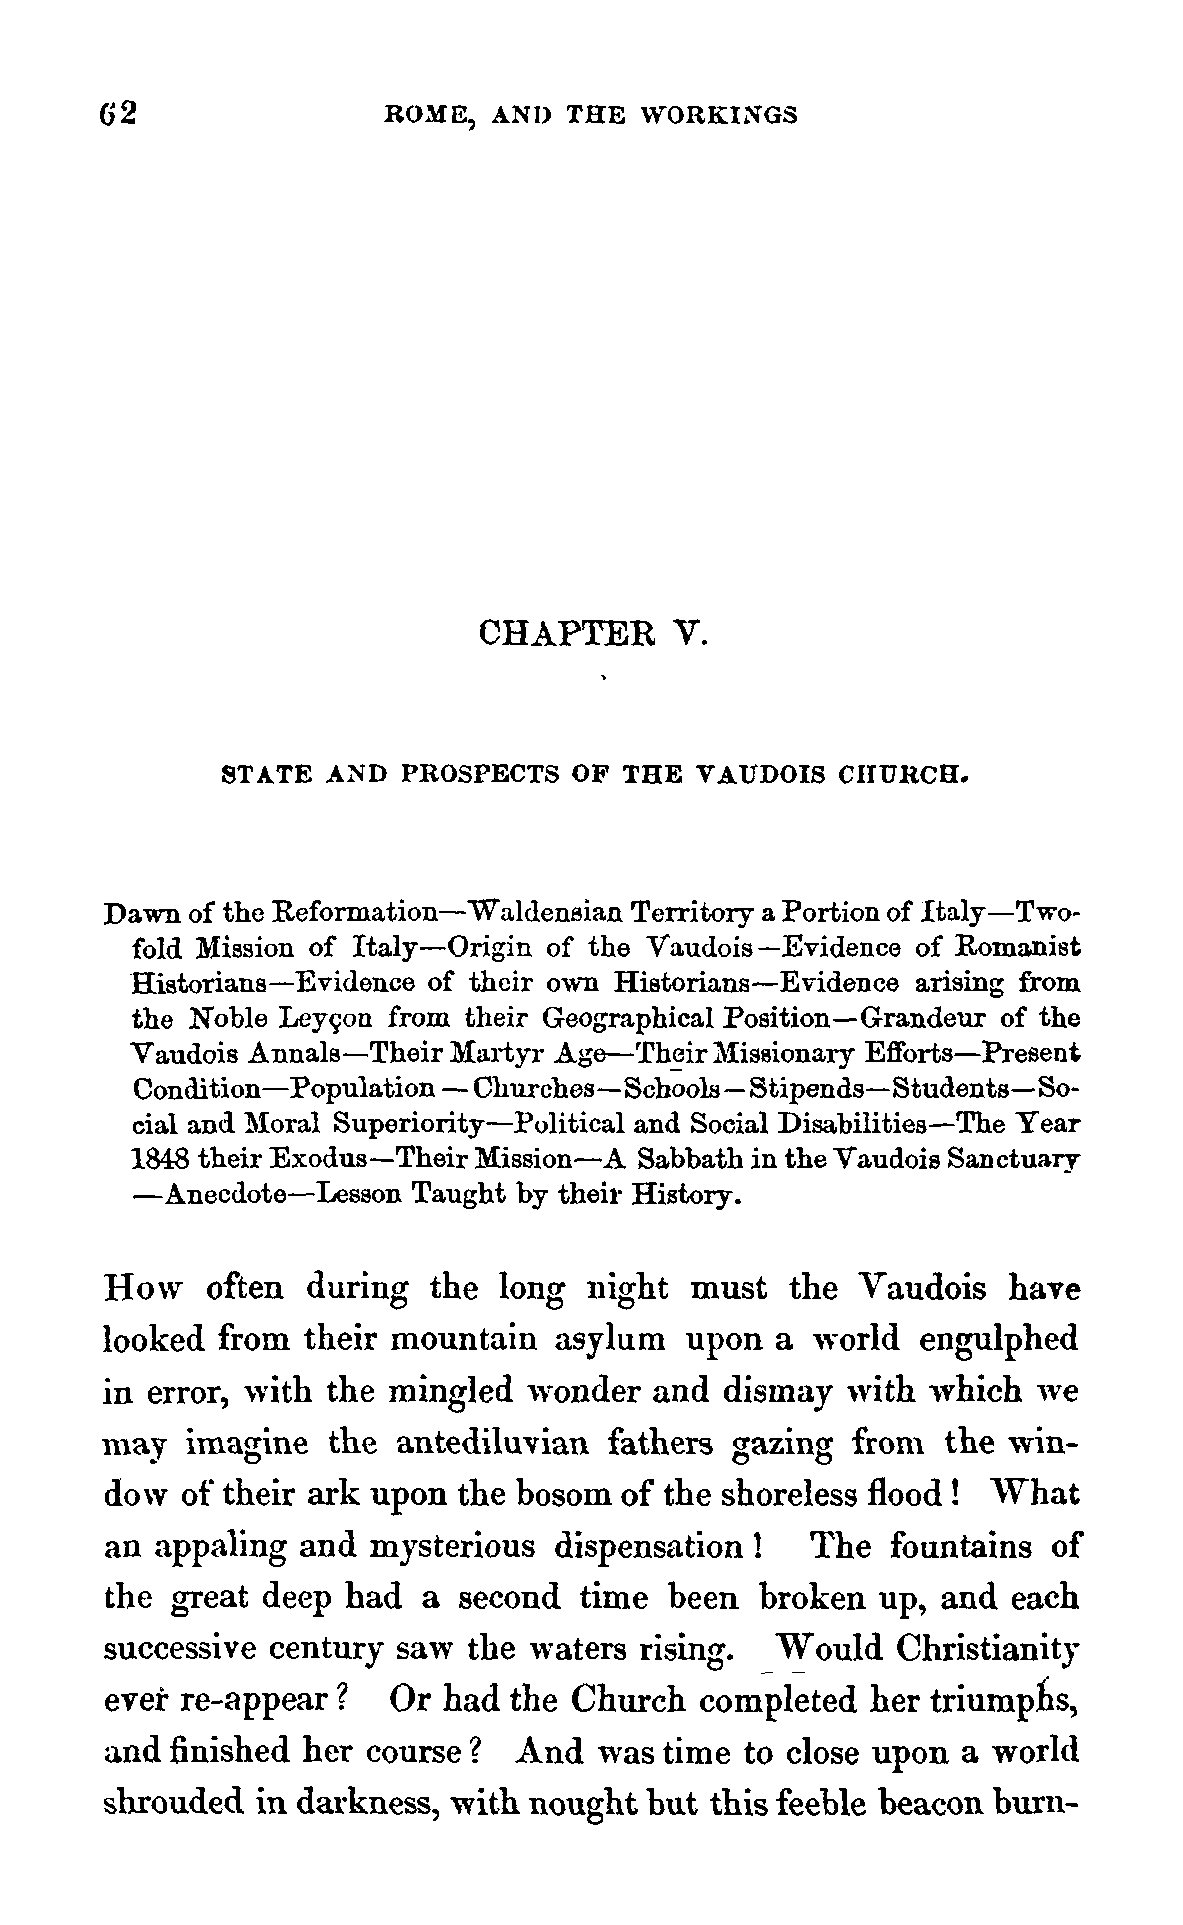 62 ROME, AND THE WORKINGS
CHAPTER V.
STATE AND PROSPECTS OF THE VAUDOIS CHURCH.
Dawn of the Reformation—Waldensian Territory a Portion of Italy—Two-
fold Mission of Italy—Origin of the Vaudois—Evidence of Romanist
Historians—Evidence of their own Historians—Evidence arising from
the Noble Leyçon from their Geographical Position—Grandeur of the
Vaudois Annals—Their Martyr Age—Their Missionary Efforts—Present
Condition—Population—Churches—Schools—Stipends—Students—So-
cial and Moral Superiority—Political and Social Disabilities—The Year
1848 their Exodus—Their Mission—A Sabbath in the Vaudois Sanctuary
—Anecdote—Lesson Taught by their History.
How often during the long night must the Vaudois have
looked from their mountain asylum upon a world engulphed
in error, with the mingled wonder and dismay with which we
may imagine the antediluvian fathers gazing from the win-
dow of their ark upon the bosom of the shoreless flood! What
an appaling and mysterious dispensation! The fountains of
the great deep had a second time been broken up, and each
successive century saw the waters rising. Would Christianity
ever re-appear? Or had the Church completed her triumphs,
and finished her course? And was time to close upon a world
shrouded in darkness, with nought but this feeble beacon burn-